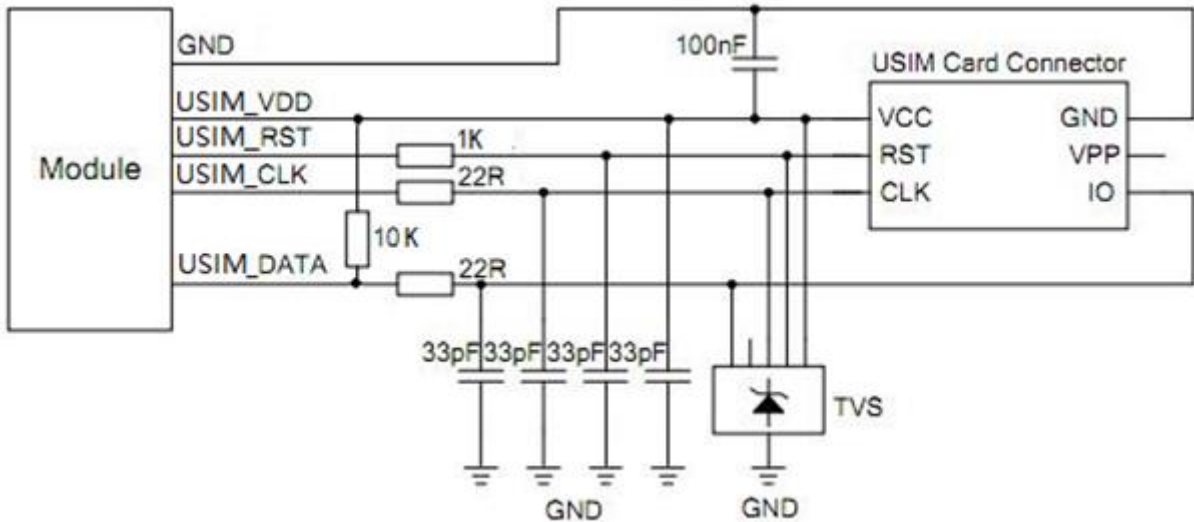 GND
100nF
USIM Card Connector
USIM_VDD
VCC
GND
USIM_RST
1K
RST
VPP
Module
USIM_CLK
22R
CLK
IO
10K
USIM_DATA
22R
33pF 33pF 33pF 33pF
TVS
GND
GND